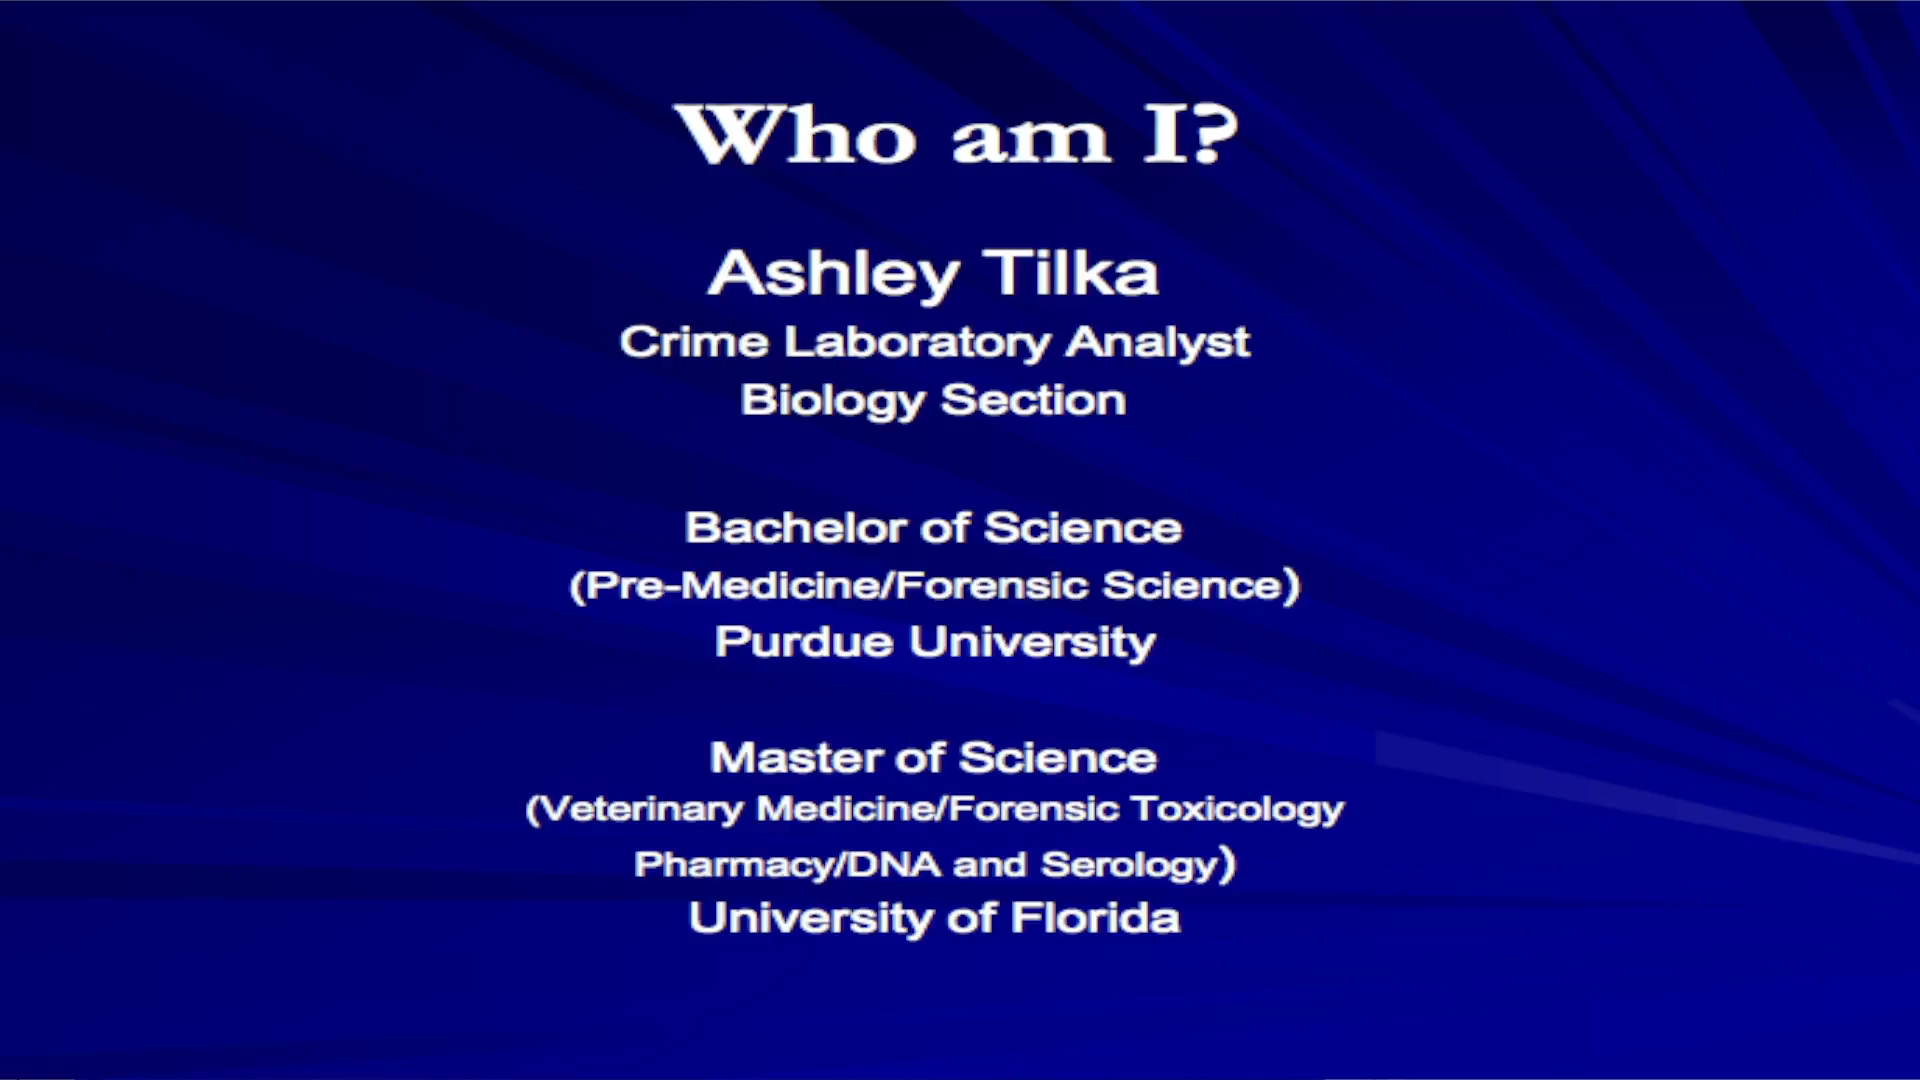 Who am I?
Ashley Tilka
Crime Laboratory Analyst
Biology Section
Bachelor of Science
(Pre-Medicine/Forensic Science)
Purdue University
Master of Science
(Veterinary Medicine/Forensic Toxicology
Pharmacy/DNA and Serology)
University of Florida